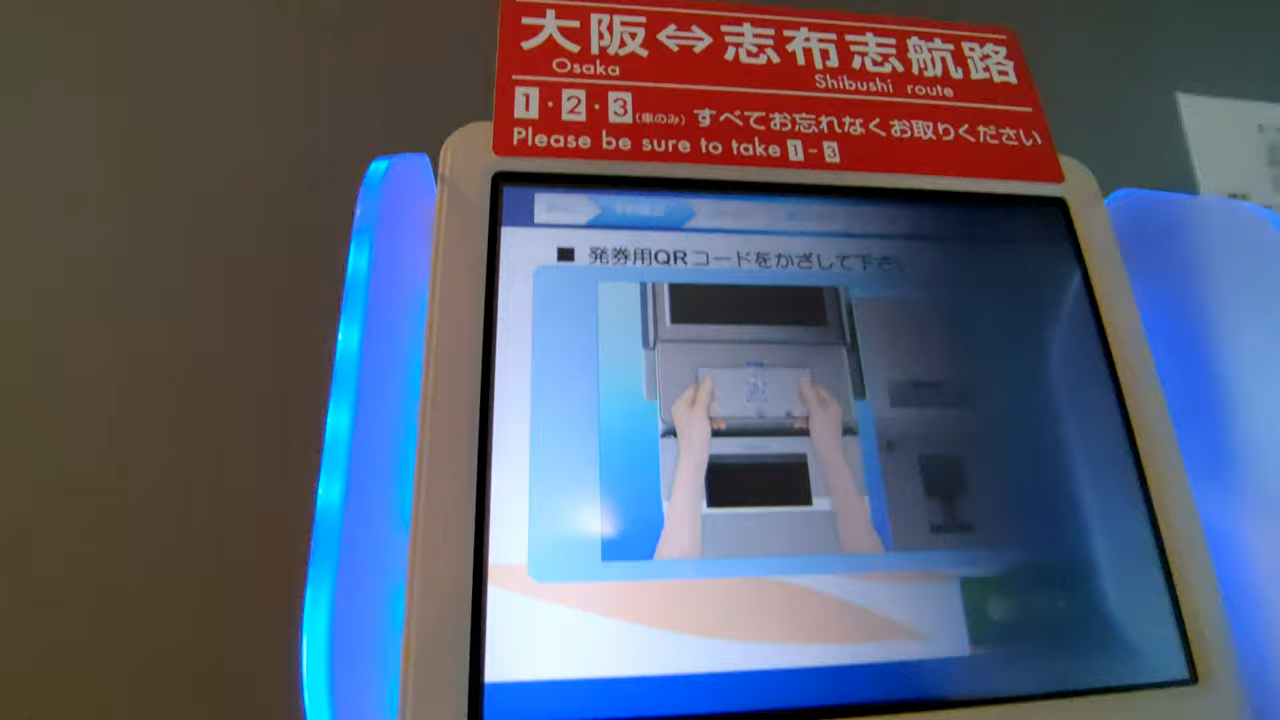 大阪⇔志布志航路
Osaka Shibushi route
1・2・3(車のみ) すべてお忘れなくお取りください
Please be sure to take 1-3
■ 発券用QRコードをかざして下さ